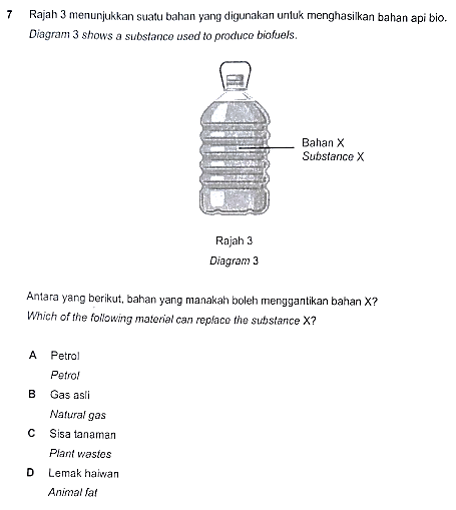 7 Rajah 3 menunjukkan suatu bahan yang digunakan untuk menghasilkan bahan api bio.
Diagram 3 shows a substance used to produce biofuels.
Bahan X
Substance X
Rajah 3
Diagram 3
Antara yang berikut, bahan yang manakah boleh menggantikan bahan X?
Which of the following material can replace the substance X?
A Petrol
Petrol
B Gas asli
Natural gas
C Sisa tanaman
Plant wastes
D Lemak haiwan
Animal fat